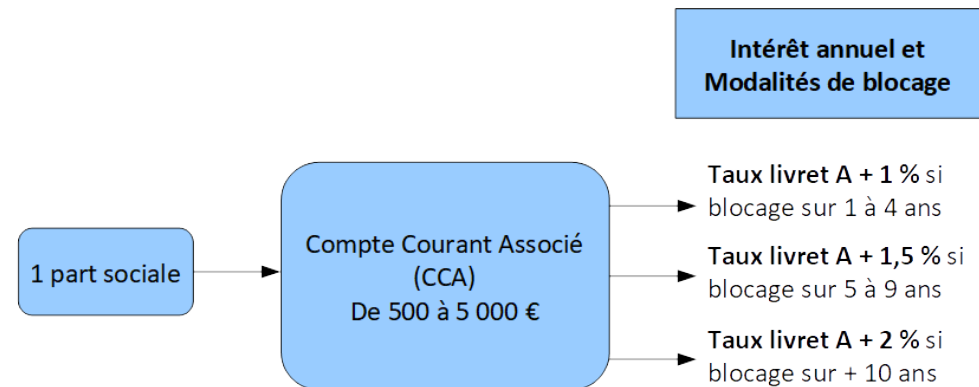 Intérêt annuel et
Modalités de blocage
1 part sociale
Compte Courant Associé
(CCA)
De 500 à 5 000 €
Taux livret A + 1 % si
blocage sur 1 à 4 ans
Taux livret A + 1,5 % si
blocage sur 5 à 9 ans
Taux livret A + 2 % si
blocage sur + 10 ans